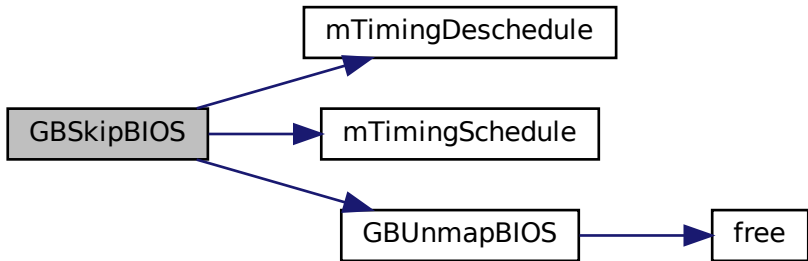 mTimingDeschedule
GBSkipBIOS
mTimingSchedule
GBUnmapBIOS
free